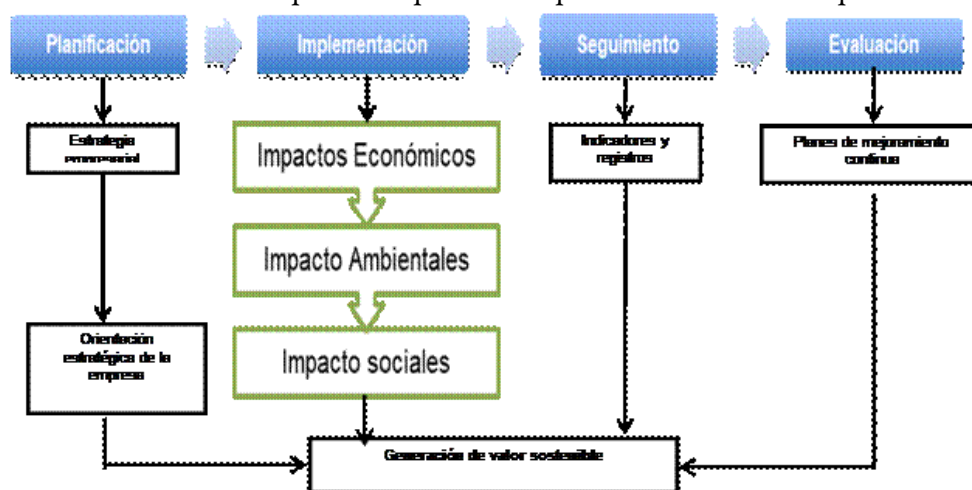 Planificación
Implementación
Seguimiento
Evaluación
Estrategia
empresarial
Impactos Económicos
Indicadores y
registros
Planes de mejoramiento
continua
Impacto Ambientales
Orientación
estratégica de la
empresa
Impacto sociales
Generación de valor sostenible